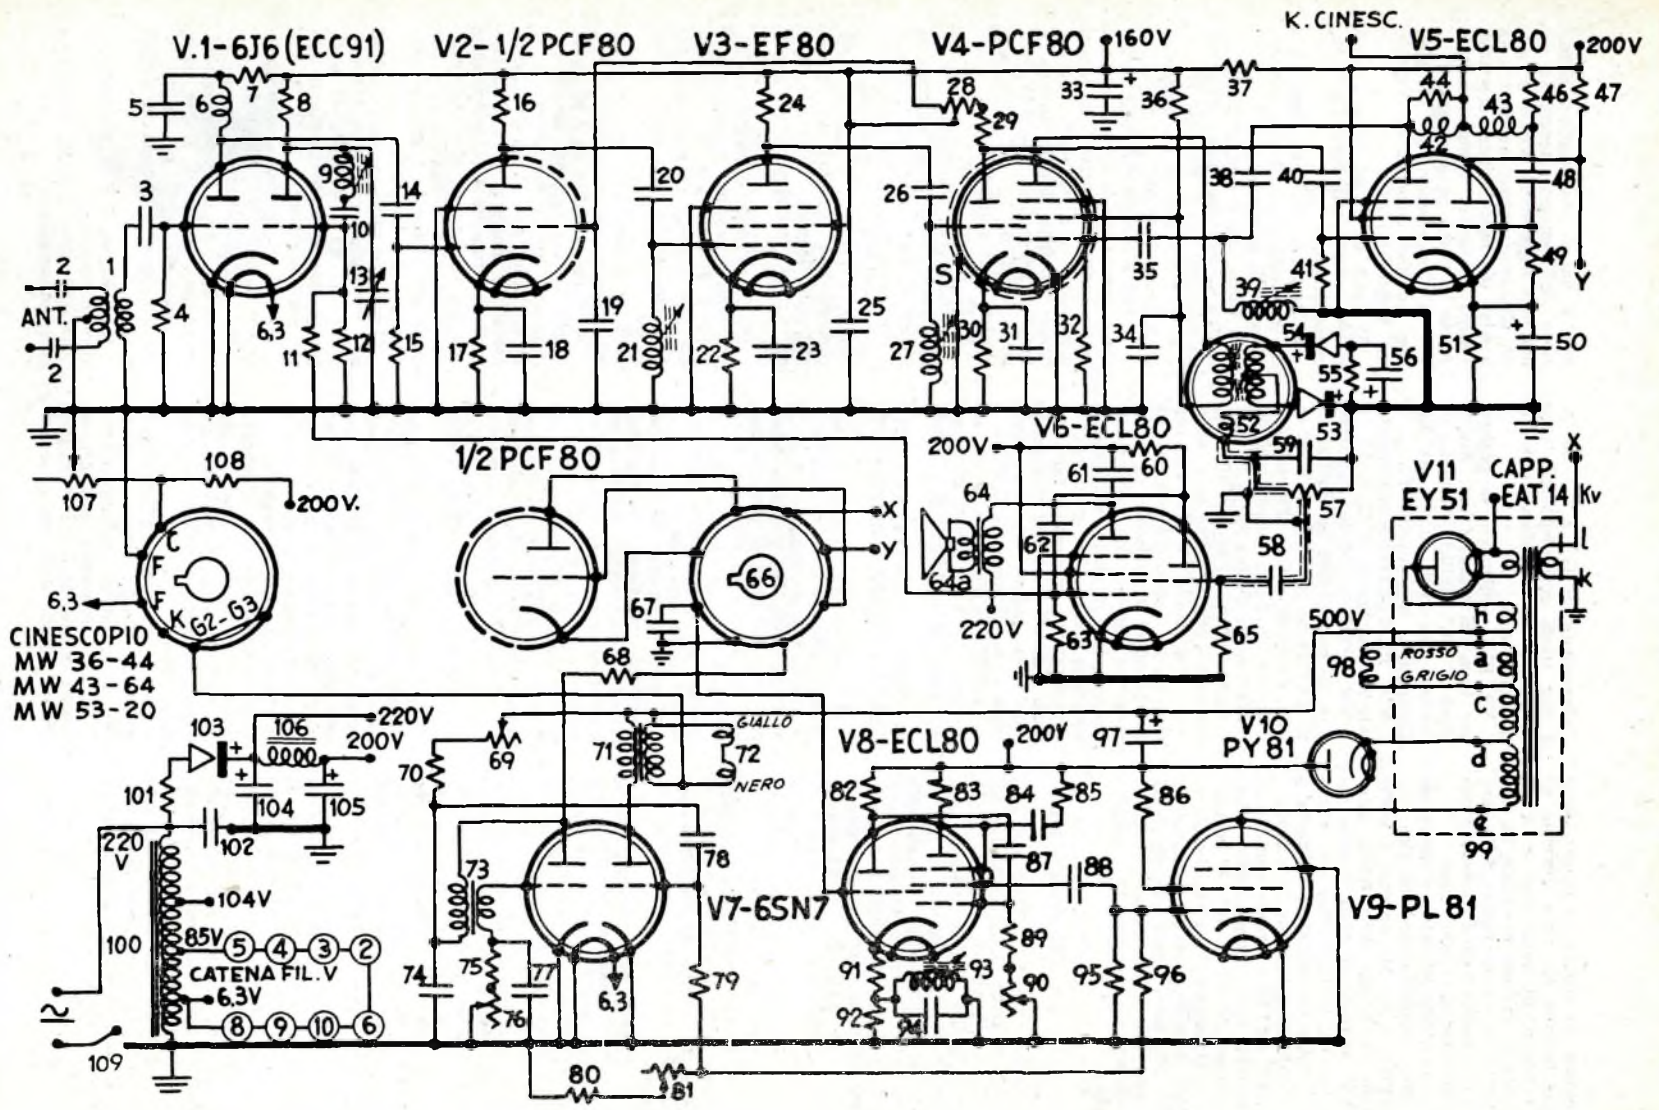 K. CINESC.
V.1-6J6 (ECC91)
V2-1/2 PCF80
V3-EF80
V4-PCF80
160V
V5-ECL80
200V
5
6
7
8
16
24
28
29
33
+
36
37
44
43
42
46
47
3
9
10
14
20
26
38
40
48
13
S
35
49
41
39
Y
2
1
ANT.
2
4
6,3
11
12
15
17
18
19
21
22
23
25
27
30
31
32
34
54
+
55
56
+
51
+
50
52
+
53
V6-ECL80
200V
108
107
200V.
1/2 PCF80
61
60
59
57
V11
EY51
CAPP.
EAT 14
X
Kv
C
F
F
K
G2-G3
6,3
X
Y
66
67
64
64a
62
58
220V
63
65
l
k
CINESCOPIO
MW 36-44
MW 43-64
MW 53-20
68
500V
h
98
ROSSO
a
GRIGIO
c
d
e
99
103
+
106
220V
200V
101
+
104
+
105
102
70
69
71
GIALLO
72
NERO
V8-ECL80
200V
97
+
V10
PY81
82
83
84
85
86
220
V
73
78
87
88
V7-6SN7
V9-PL81
104V
100
85V
5
4
3
2
CATENA FIL. V
6,3V
8
9
10
6
74
75
76
77
6,3
79
89
91
93
90
92
94
95
96
109
80
81